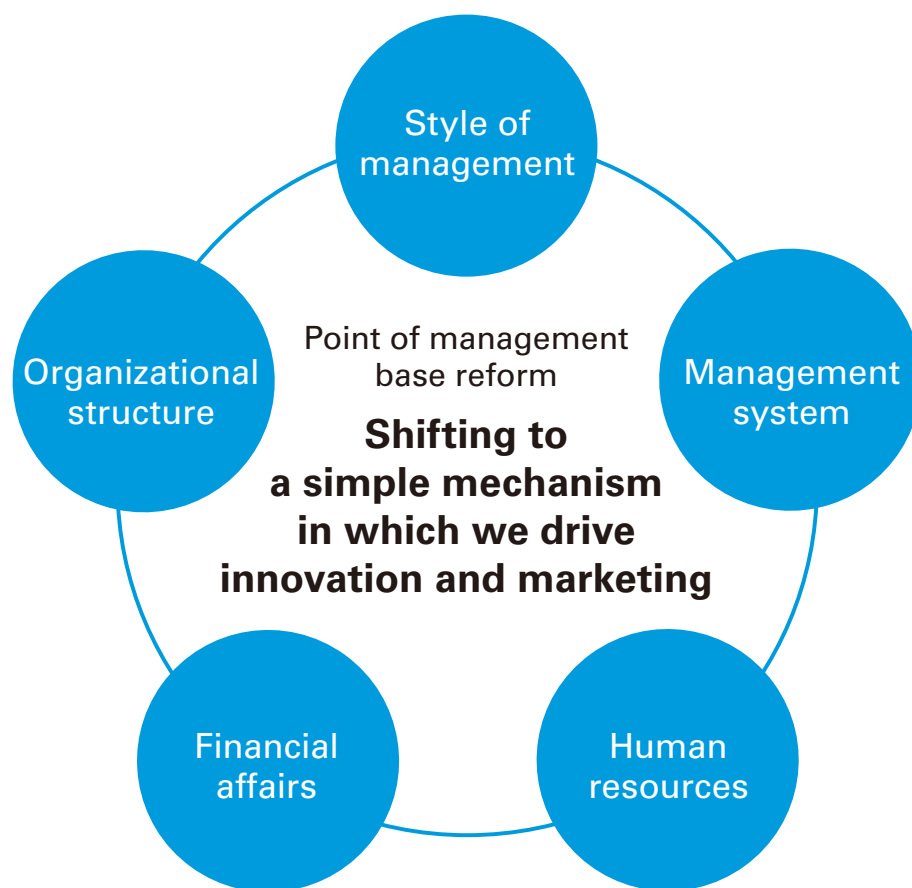 Style of
management
Organizational
structure
Management
system
Point of management
base reform
Shifting to
a simple mechanism
in which we drive
innovation and marketing
Financial
affairs
Human
resources